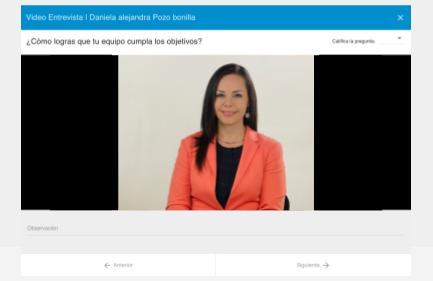 Video Entrevista | Daniela alejandra Pozo bonilla
¿Cómo logras que tu equipo cumpla los objetivos?
Califica la pregunta:
Observación
← Anterior
Siguiente →